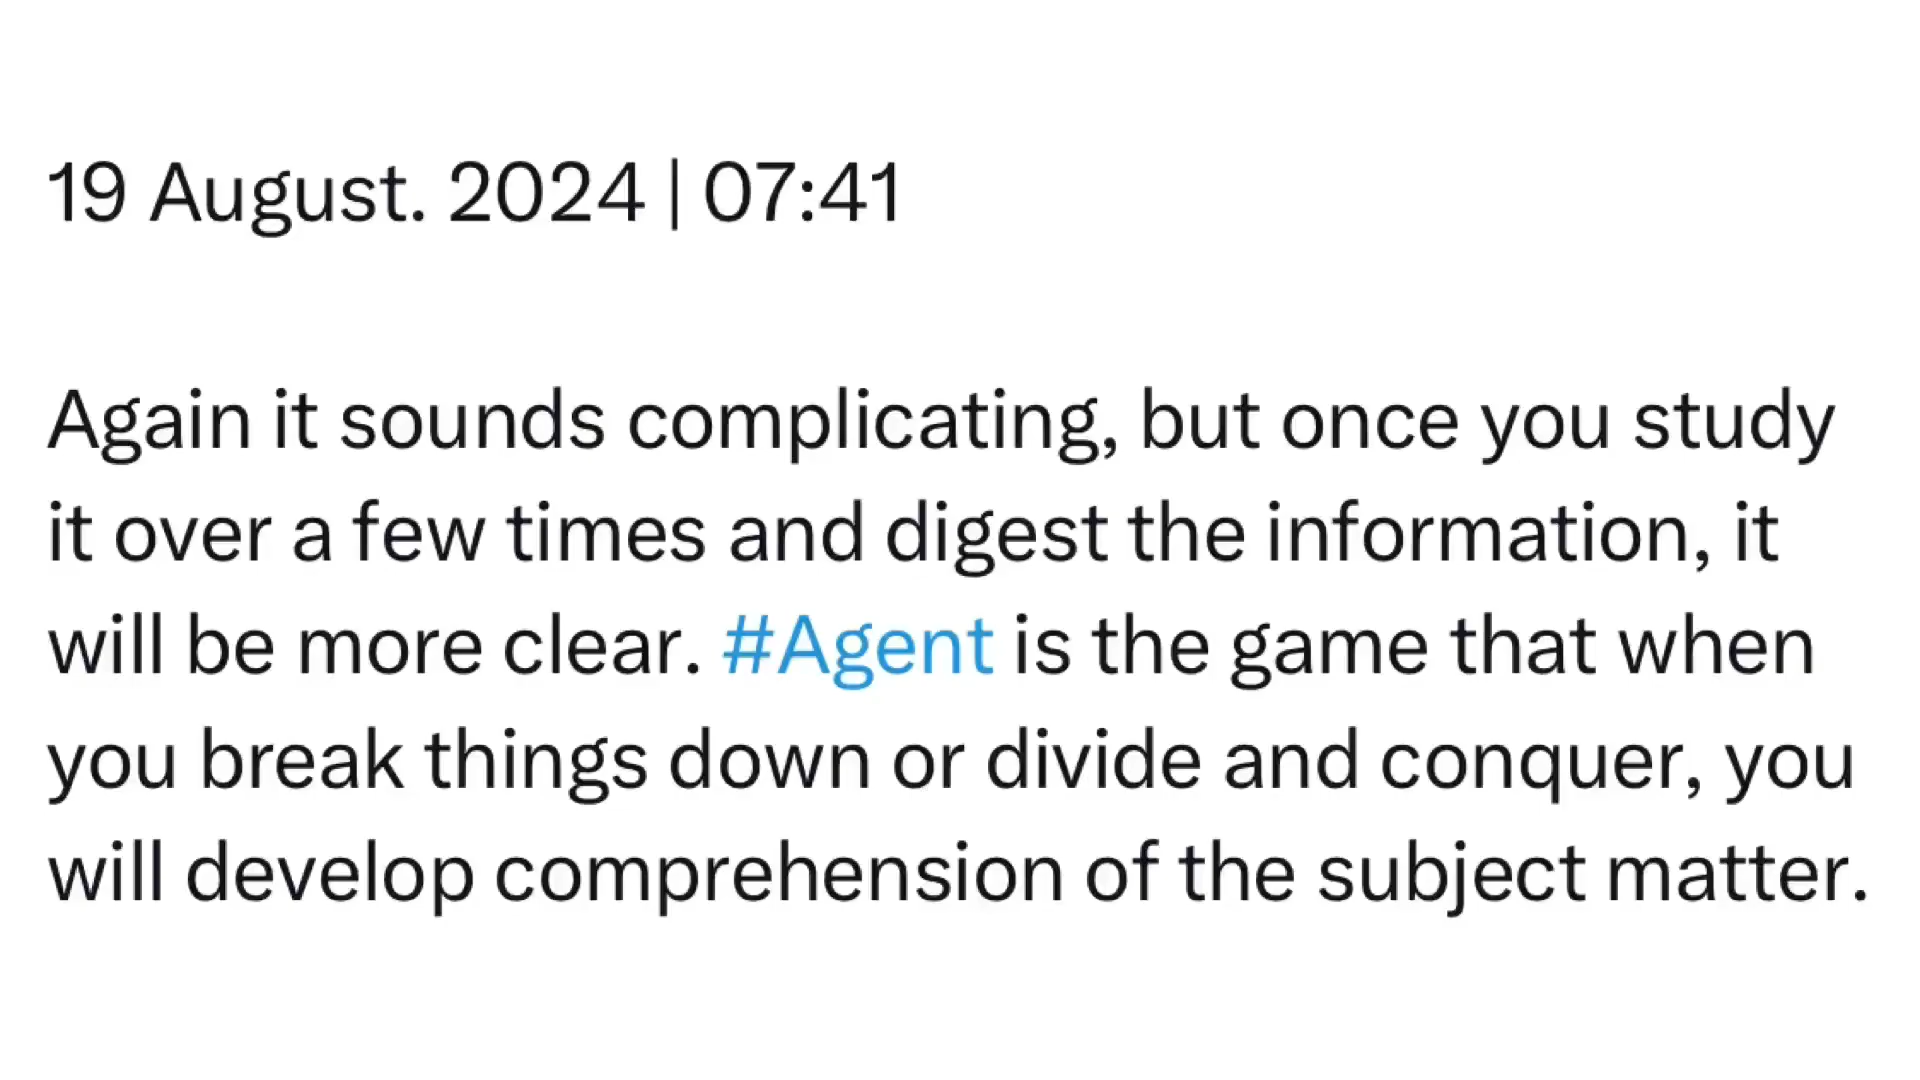 19 August. 2024 | 07:41
Again it sounds complicating, but once you study
it over a few times and digest the information, it
will be more clear. #Agent is the game that when
you break things down or divide and conquer, you
will develop comprehension of the subject matter.